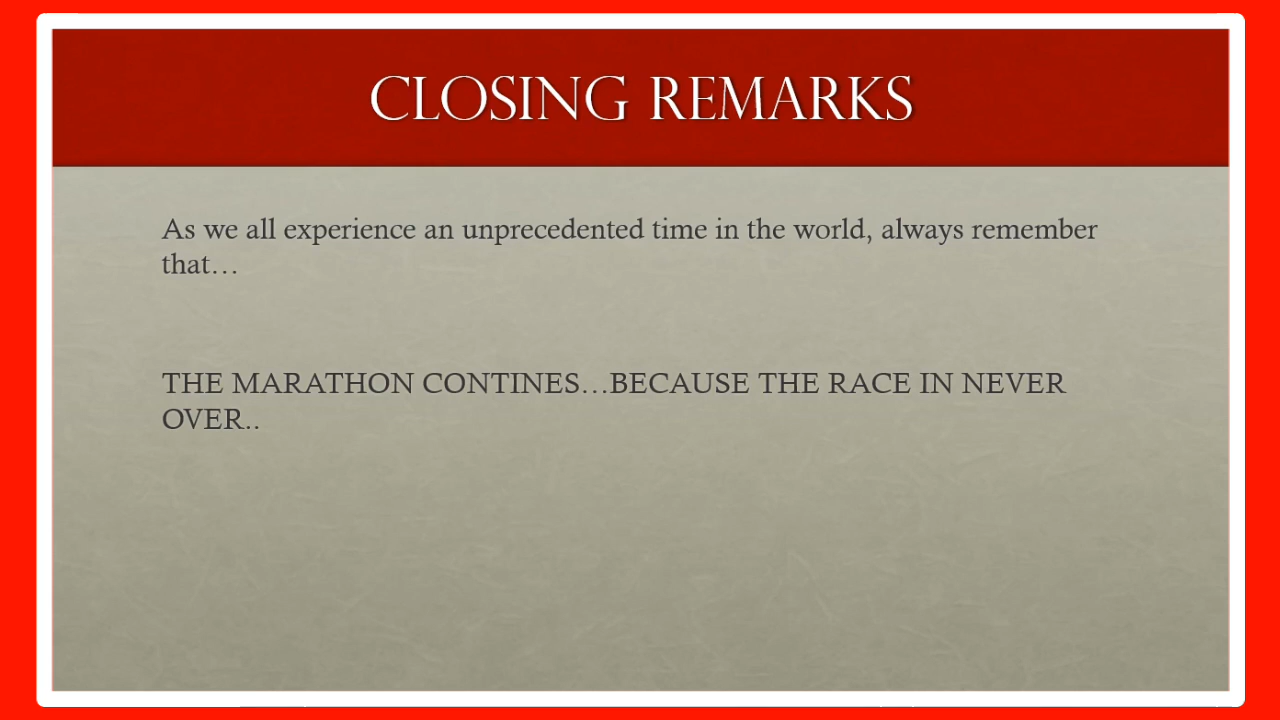 CLOSING REMARKS
As we all experience an unprecedented time in the world, always remember
that…
THE MARATHON CONTINES…BECAUSE THE RACE IN NEVER
OVER..